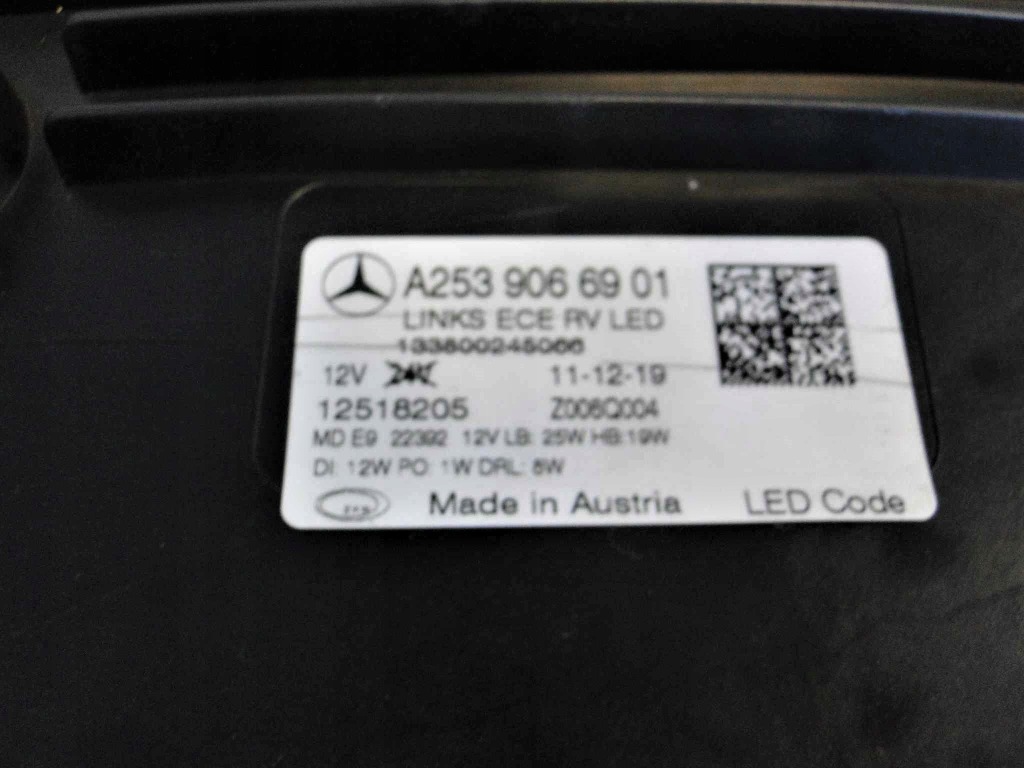 A253 906 69 01
LINKS ECE RV LED
133800245066
12V 24V 11-12-19
12518205 Z006Q004
MD E9 22392 12V LB: 25W HB:19W
DI: 12W PO: 1W DRL: 8W
Made in Austria LED Code